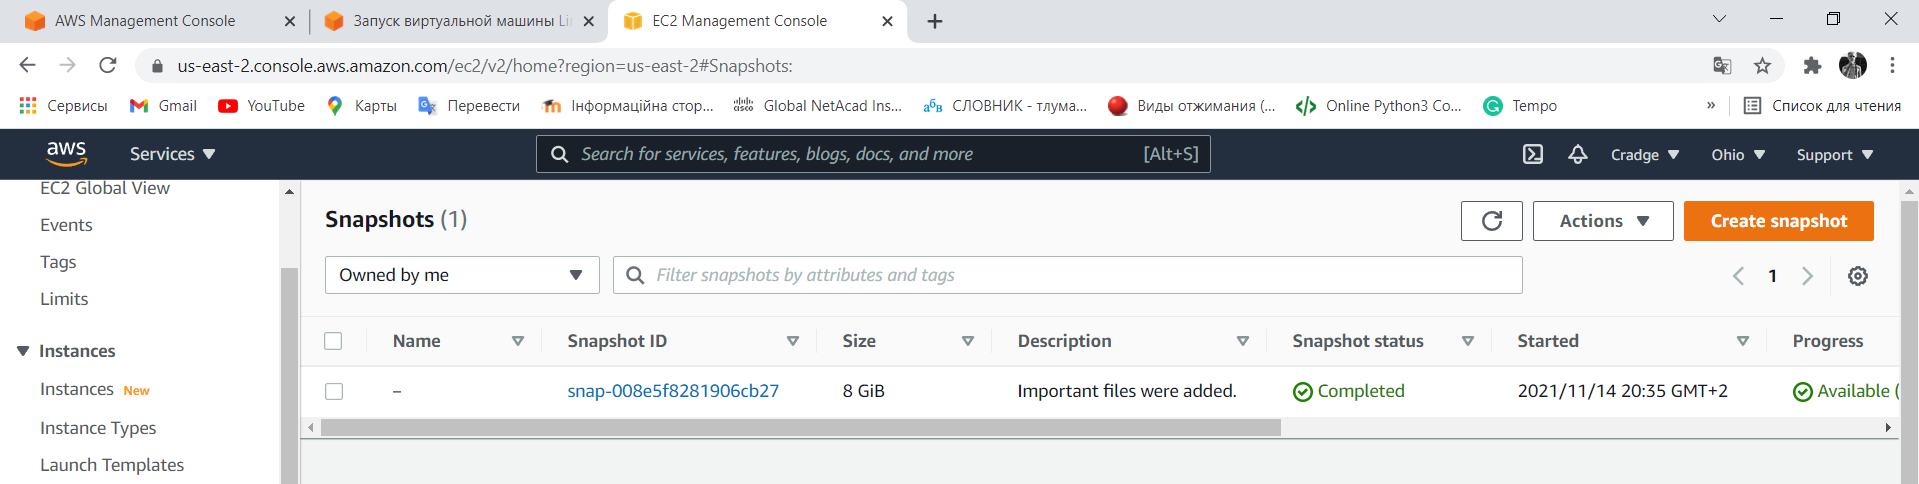 AWS Management Console
Запуск виртуальной машины Li
EC2 Management Console
us-east-2.console.aws.amazon.com/ec2/v2/home?region=us-east-2#Snapshots:
Сервисы Gmail YouTube Карты Перевести Інформаційна стор... Global NetAcad Ins... СЛОВНИК - тлума... Виды отжимания (... Online Python3 Co... Tempo » Список для чтения
aws Services Search for services, features, blogs, docs, and more [Alt+S] Cradge Ohio Support
EC2 Global View
Events
Tags
Limits
Instances
Instances New
Instance Types
Launch Templates
Snapshots (1)
Actions
Create snapshot
Owned by me
Filter snapshots by attributes and tags
1
Name Snapshot ID Size Description Snapshot status Started Progress
– snap-008e5f8281906cb27 8 GiB Important files were added. Completed 2021/11/14 20:35 GMT+2 Available (